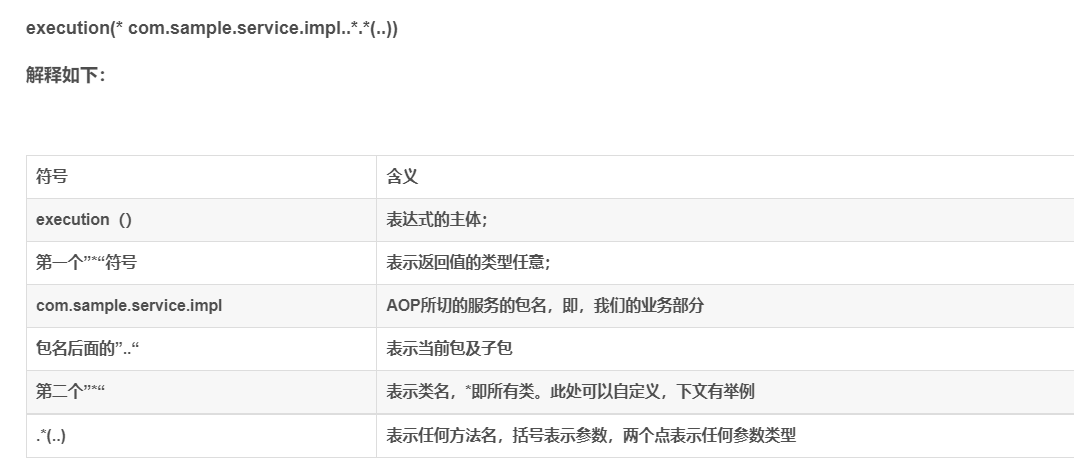 execution(* com.sample.service.impl..*.*(..))
解释如下：
符号 含义
execution（） 表达式的主体；
第一个”*“符号 表示返回值的类型任意；
com.sample.service.impl AOP所切的服务的包名，即，我们的业务部分
包名后面的”..“ 表示当前包及子包
第二个”*“ 表示类名，*即所有类。此处可以自定义，下文有举例
.*(..) 表示任何方法名，括号表示参数，两个点表示任何参数类型